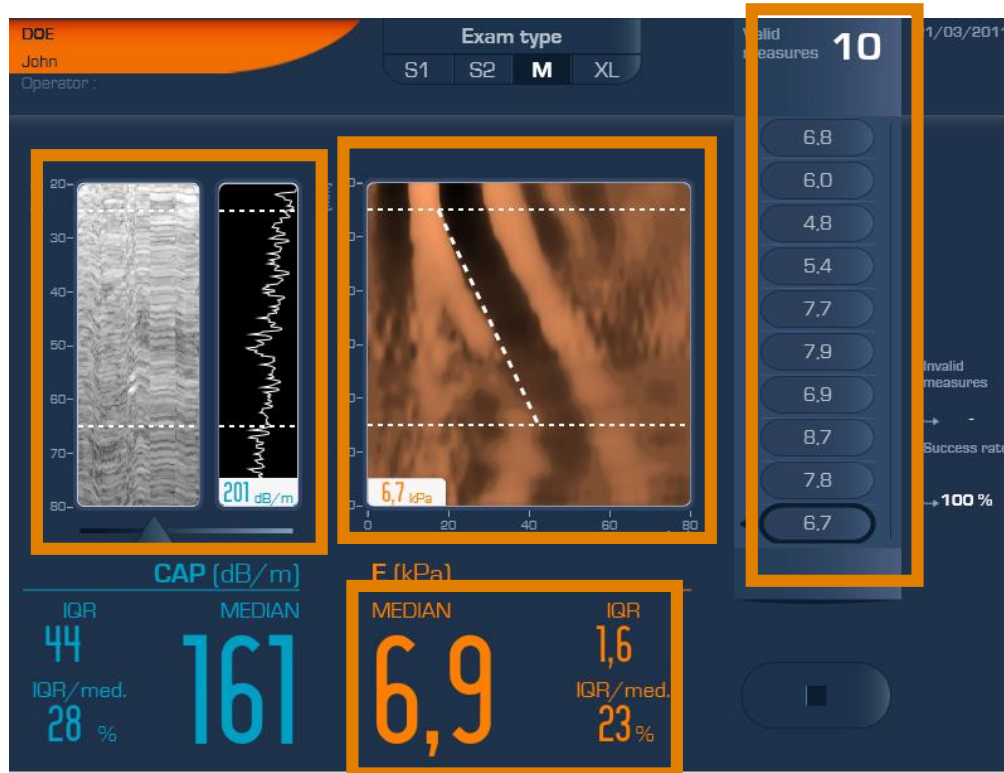 DOE
John
Operator :
Exam type
S1 S2 M XL
Valid measures 10
1/03/2011
6.8
6.0
4.8
5.4
7.7
7.9
6.9
8.7
7.8
6.7
Invalid
measures
→ -
Success rate
→ 100 %
20-
30-
40-
50-
60-
70-
80-
201 dB/m
6,7 kPa
0 20 40 60 80
CAP (dB/m)
IQR
44
IQR/med.
28 %
MEDIAN
161
E (kPa)
MEDIAN
6,9
IQR
1,6
IQR/med.
23 %